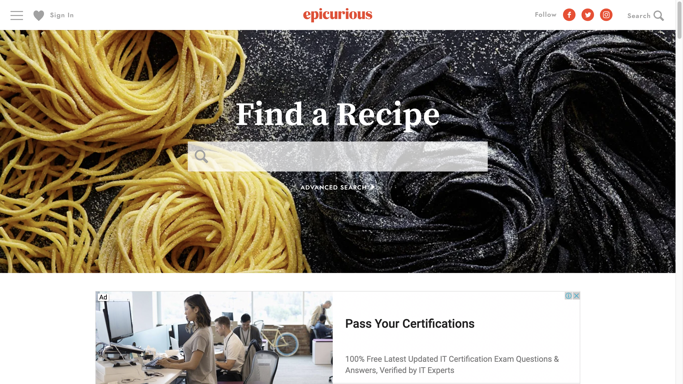 Sign In
epicurious
Follow
Search
Find a Recipe
ADVANCED SEARCH
Ad
Pass Your Certifications
100% Free Latest Updated IT Certification Exam Questions &
Answers, Verified by IT Experts